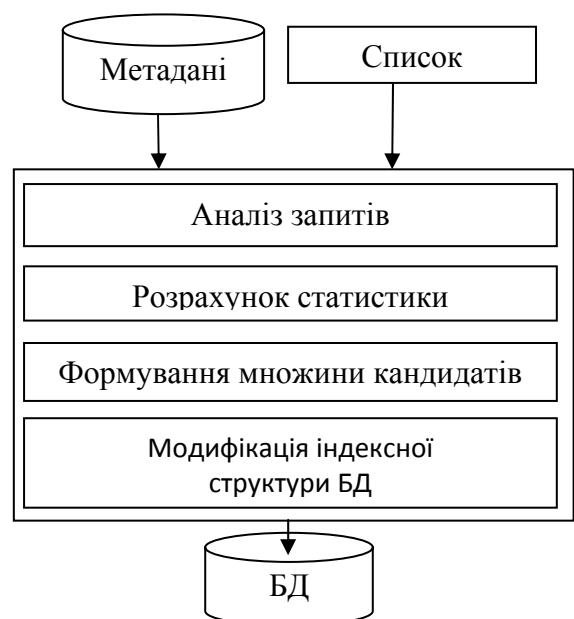 Метадані
Список
Аналіз запитів
Розрахунок статистики
Формування множини кандидатів
Модифікація індексної
структури БД
БД